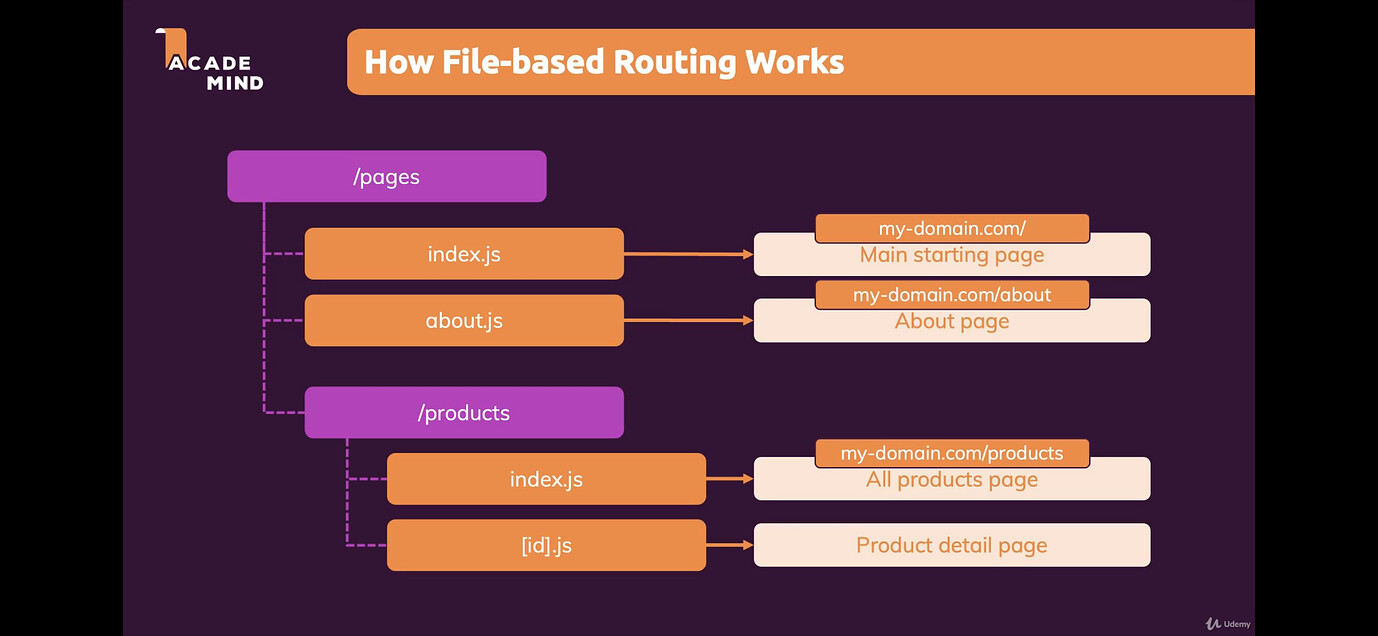 ACADE
MIND
How File-based Routing Works
/pages
index.js
my-domain.com/
Main starting page
about.js
my-domain.com/about
About page
/products
index.js
my-domain.com/products
All products page
[id].js
Product detail page
Udemy